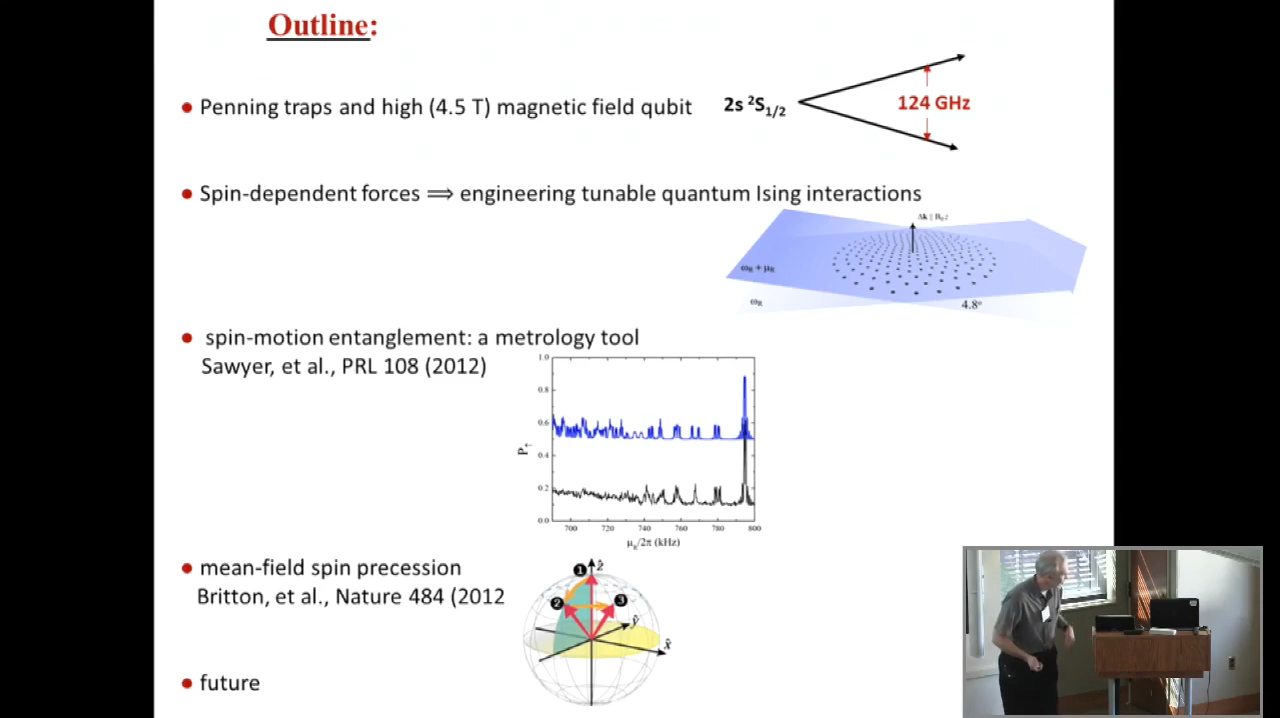 Outline:
• Penning traps and high (4.5 T) magnetic field qubit
2s ²S₁/₂
124 GHz
• Spin-dependent forces ⟹ engineering tunable quantum Ising interactions
ωR + μR
ωR
4.8°
• spin-motion entanglement: a metrology tool
Sawyer, et al., PRL 108 (2012)
1.0
0.8
0.6
0.4
0.2
0.0
P↑
700 720 740 760 780 800
μR/2π (kHz)
• mean-field spin precession
Britton, et al., Nature 484 (2012
1 ẑ
2 3
ŷ
x̂
• future